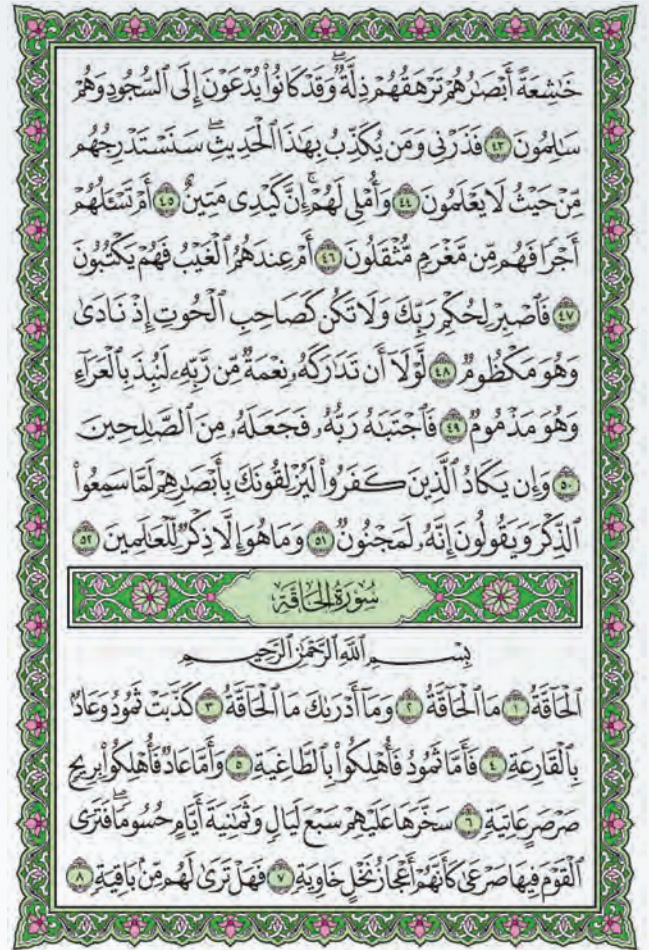 خَٰشِعَةً أَبۡصَٰرُهُمۡ تَرۡهَقُهُمۡ ذِلَّةٞۖ وَقَدۡ كَانُواْ يُدۡعَوۡنَ إِلَى ٱلسُّجُودِ وَهُمۡ
سَٰلِمُونَ ٤٣ فَذَرۡنِي وَمَن يُكَذِّبُ بِهَٰذَا ٱلۡحَدِيثِۖ سَنَسۡتَدۡرِجُهُم
مِّنۡ حَيۡثُ لَا يَعۡلَمُونَ ٤٤ وَأُمۡلِي لَهُمۡۚ إِنَّ كَيۡدِي مَتِينٌ ٤٥ أَمۡ تَسۡـَٔلُهُمۡ
أَجۡرٗا فَهُم مِّن مَّغۡرَمٖ مُّثۡقَلُونَ ٤٦ أَمۡ عِندَهُمُ ٱلۡغَيۡبُ فَهُمۡ يَكۡتُبُونَ
٤٧ فَٱصۡبِرۡ لِحُكۡمِ رَبِّكَ وَلَا تَكُن كَصَاحِبِ ٱلۡحُوتِ إِذۡ نَادَىٰ
وَهُوَ مَكۡظُومٞ ٤٨ لَّوۡلَآ أَن تَدَٰرَكَهُۥ نِعۡمَةٞ مِّن رَّبِّهِۦ لَنُبِذَ بِٱلۡعَرَآءِ
وَهُوَ مَذۡمُومٞ ٤٩ فَٱجۡتَبَٰهُ رَبُّهُۥ فَجَعَلَهُۥ مِنَ ٱلصَّٰلِحِينَ
٥٠ وَإِن يَكَادُ ٱلَّذِينَ كَفَرُواْ لَيُزۡلِقُونَكَ بِأَبۡصَٰرِهِمۡ لَمَّا سَمِعُواْ
ٱلذِّكۡرَ وَيَقُولُونَ إِنَّهُۥ لَمَجۡنُونٞ ٥١ وَمَا هُوَ إِلَّا ذِكۡرٞ لِّلۡعَٰلَمِينَ ٥٢
سُورَةُ الحَاقَّةِ
بِسۡمِ ٱللَّهِ ٱلرَّحۡمَٰنِ ٱلرَّحِيمِ
ٱلۡحَآقَّةُ ١ مَا ٱلۡحَآقَّةُ ٢ وَمَآ أَدۡرَىٰكَ مَا ٱلۡحَآقَّةُ ٣ كَذَّبَتۡ ثَمُودُ وَعَادُۢ
بِٱلۡقَارِعَةِ ٤ فَأَمَّا ثَمُودُ فَأُهۡلِكُواْ بِٱلطَّاغِيَةِ ٥ وَأَمَّا عَادٞ فَأُهۡلِكُواْ بِرِيحٖ
صَرۡصَرٍ عَاتِيَةٖ ٦ سَخَّرَهَا عَلَيۡهِمۡ سَبۡعَ لَيَالٖ وَثَمَٰنِيَةَ أَيَّامٍ حُسُومٗاۖ فَتَرَى
ٱلۡقَوۡمَ فِيهَا صَرۡعَىٰ كَأَنَّهُمۡ أَعۡجَازُ نَخۡلٍ خَاوِيَةٖ ٧ فَهَلۡ تَرَىٰ لَهُم مِّنۢ بَاقِيَةٖ ٨